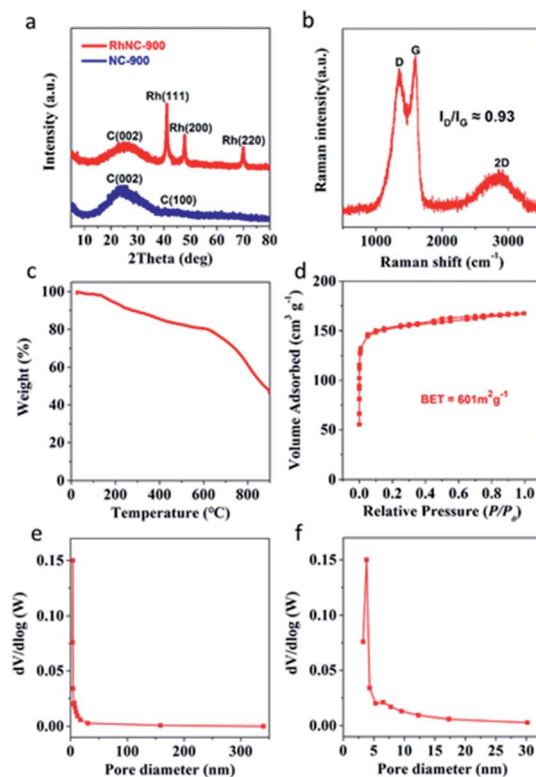 a
RhNC-900
NC-900
Rh(111)
Rh(200)
Rh(220)
C(002)
C(002)
C(100)
Intensity (a.u.)
10 20 30 40 50 60 70 80
2Theta (deg)
b
D
G
I_D/I_G ≈ 0.93
2D
Raman intensity(a.u.)
1000 2000 3000
Raman shift (cm⁻¹)
c
100
80
60
40
20
0
Weight (%)
0 200 400 600 800
Temperature (°C)
d
200
150
100
50
0
Volume Adsorbed (cm³ g⁻¹)
BET = 601m²g⁻¹
0.0 0.2 0.4 0.6 0.8 1.0
Relative Pressure (P/P₀)
e
0.15
0.10
0.05
0.00
dV/dlog (W)
0 100 200 300
Pore diameter (nm)
f
0.15
0.10
0.05
0.00
dV/dlog (W)
0 5 10 15 20 25 30
Pore diameter (nm)